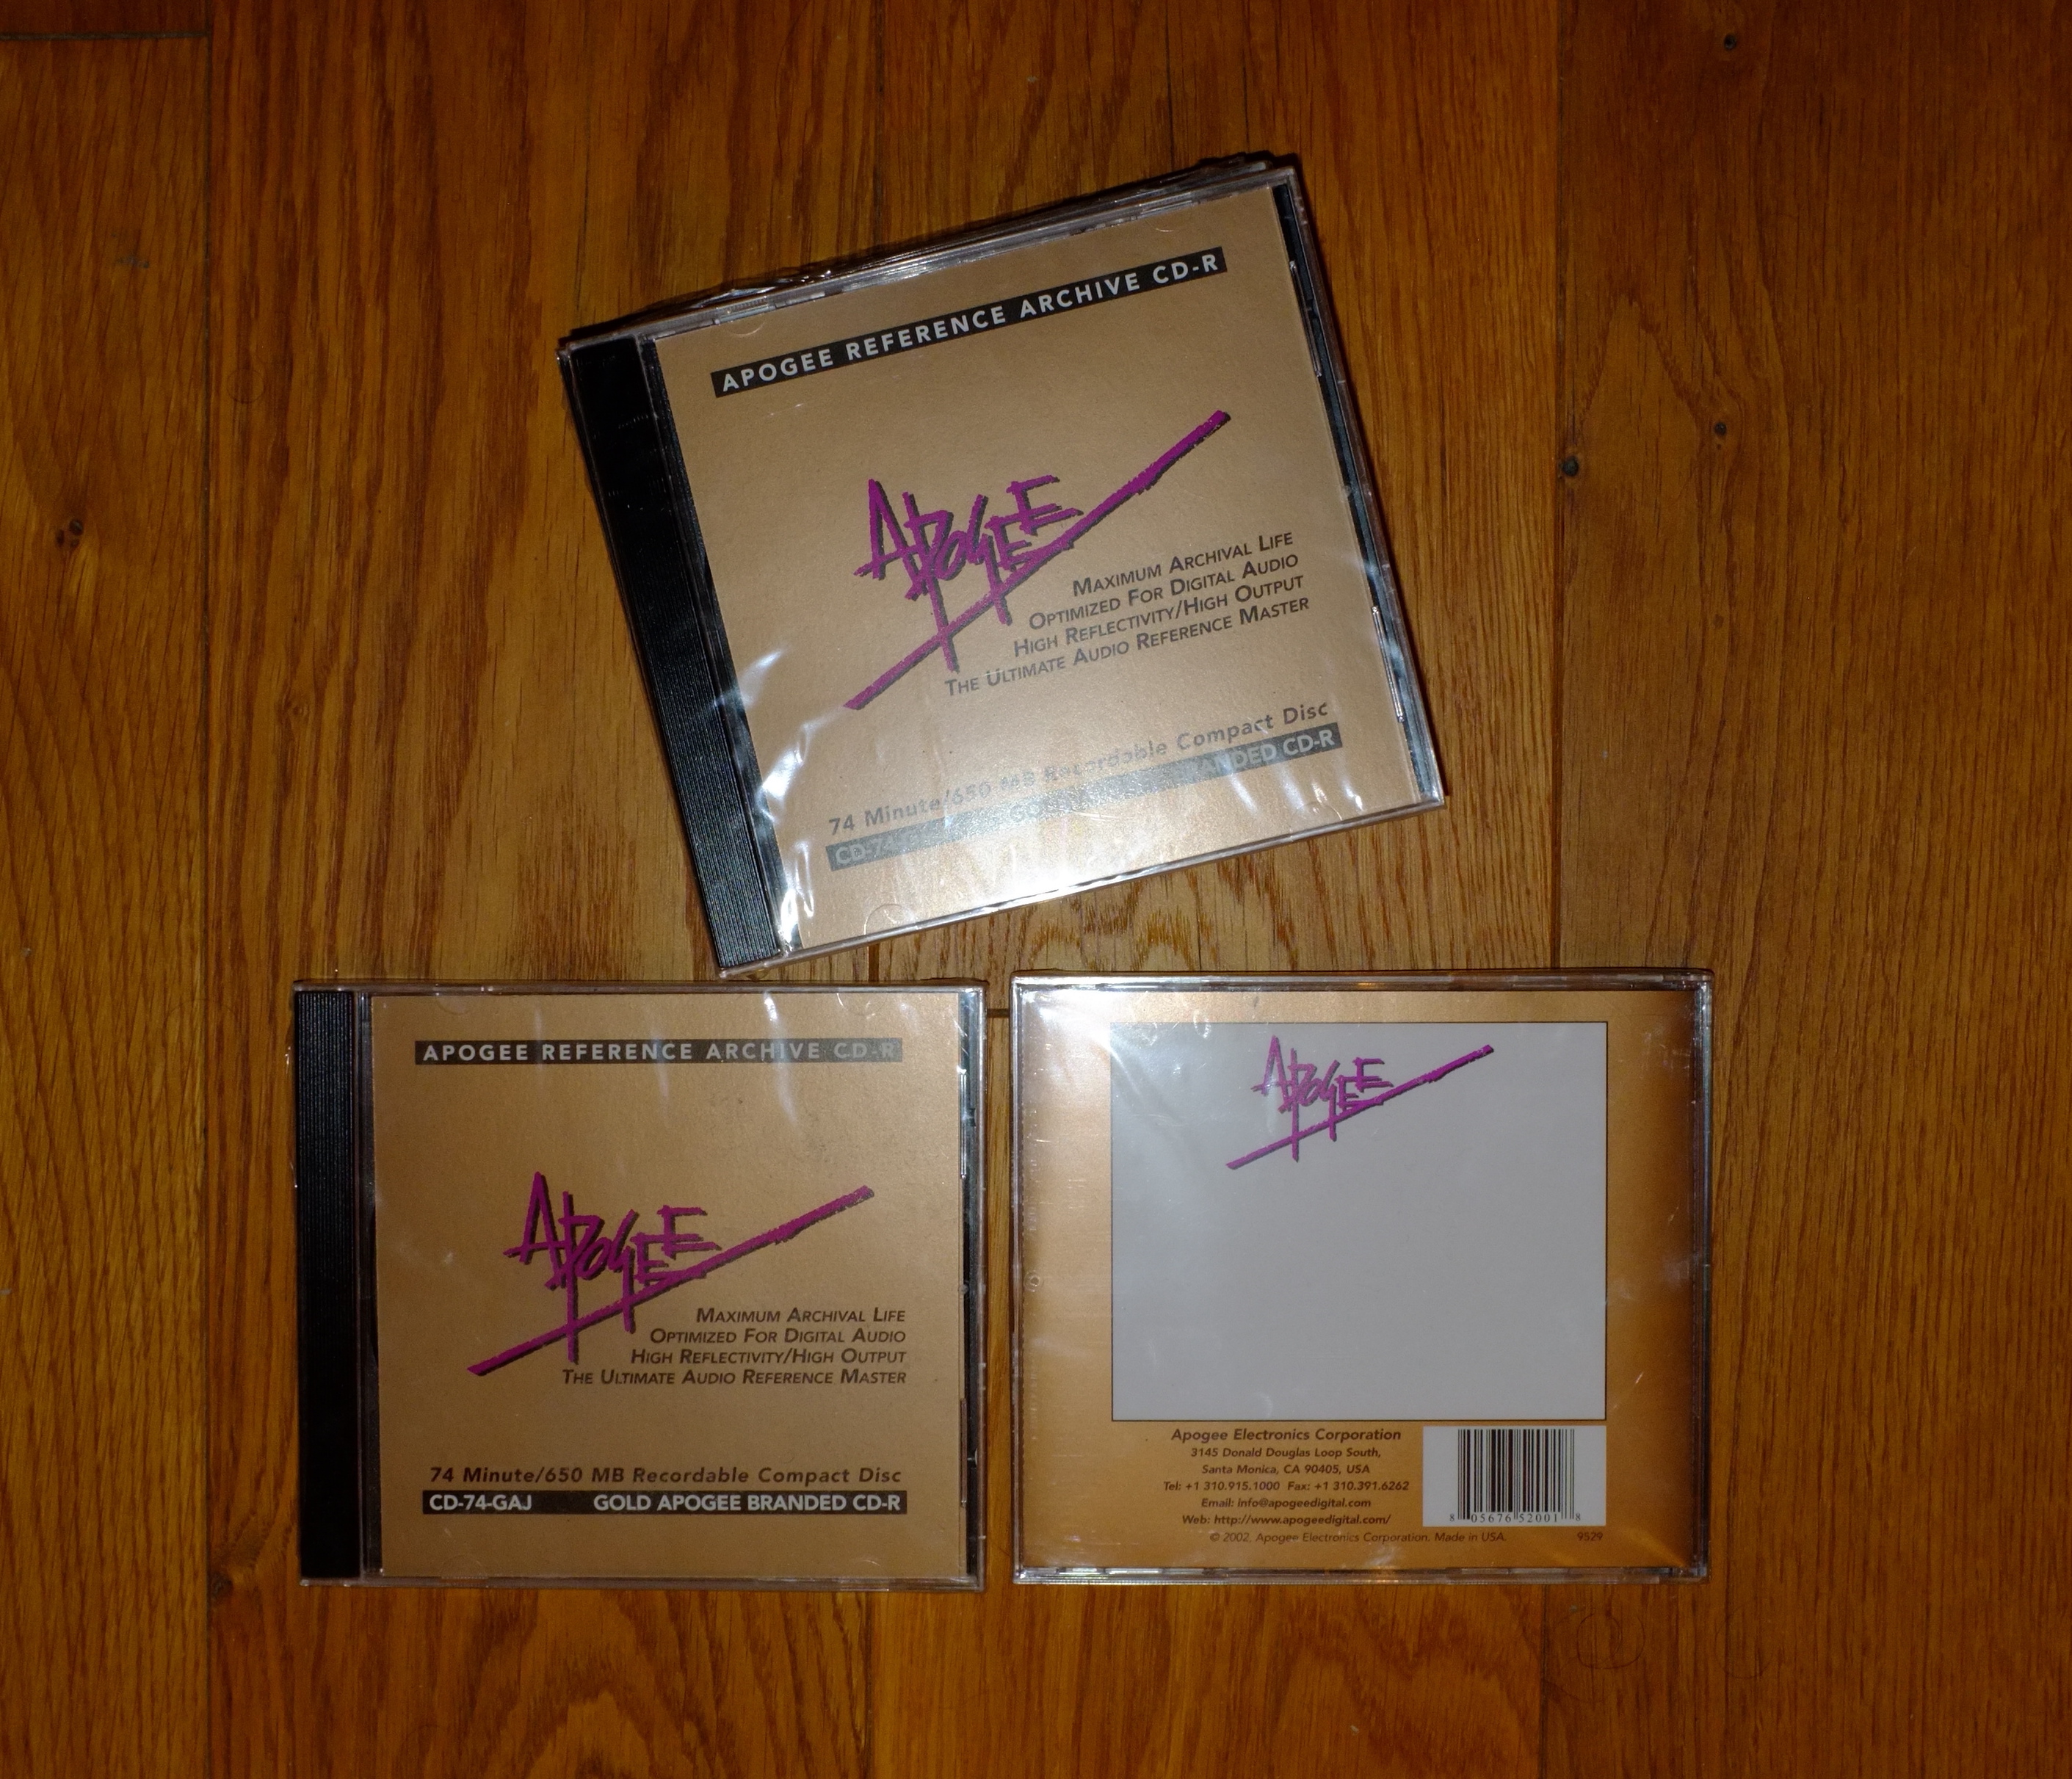 APOGEE REFERENCE ARCHIVE CD-R
APOGEE
MAXIMUM ARCHIVAL LIFE
OPTIMIZED FOR DIGITAL AUDIO
HIGH REFLECTIVITY/HIGH OUTPUT
THE ULTIMATE AUDIO REFERENCE MASTER
74 Minute/650 MB Recordable Compact Disc
ANDED CD-R
APOGEE REFERENCE ARCHIVE CD-R
APOGEE
MAXIMUM ARCHIVAL LIFE
OPTIMIZED FOR DIGITAL AUDIO
HIGH REFLECTIVITY/HIGH OUTPUT
THE ULTIMATE AUDIO REFERENCE MASTER
74 Minute/650 MB Recordable Compact Disc
CD-74-GAJ GOLD APOGEE BRANDED CD-R
APOGEE
Apogee Electronics Corporation
3145 Donald Douglas Loop South,
Santa Monica, CA 90405, USA
Tel: +1 310.915.1000 Fax: +1 310.391.6262
Email: info@apogeedigital.com
Web: http://www.apogeedigital.com/
© 2002, Apogee Electronics Corporation. Made in USA.
9529
8 05676 52001 8